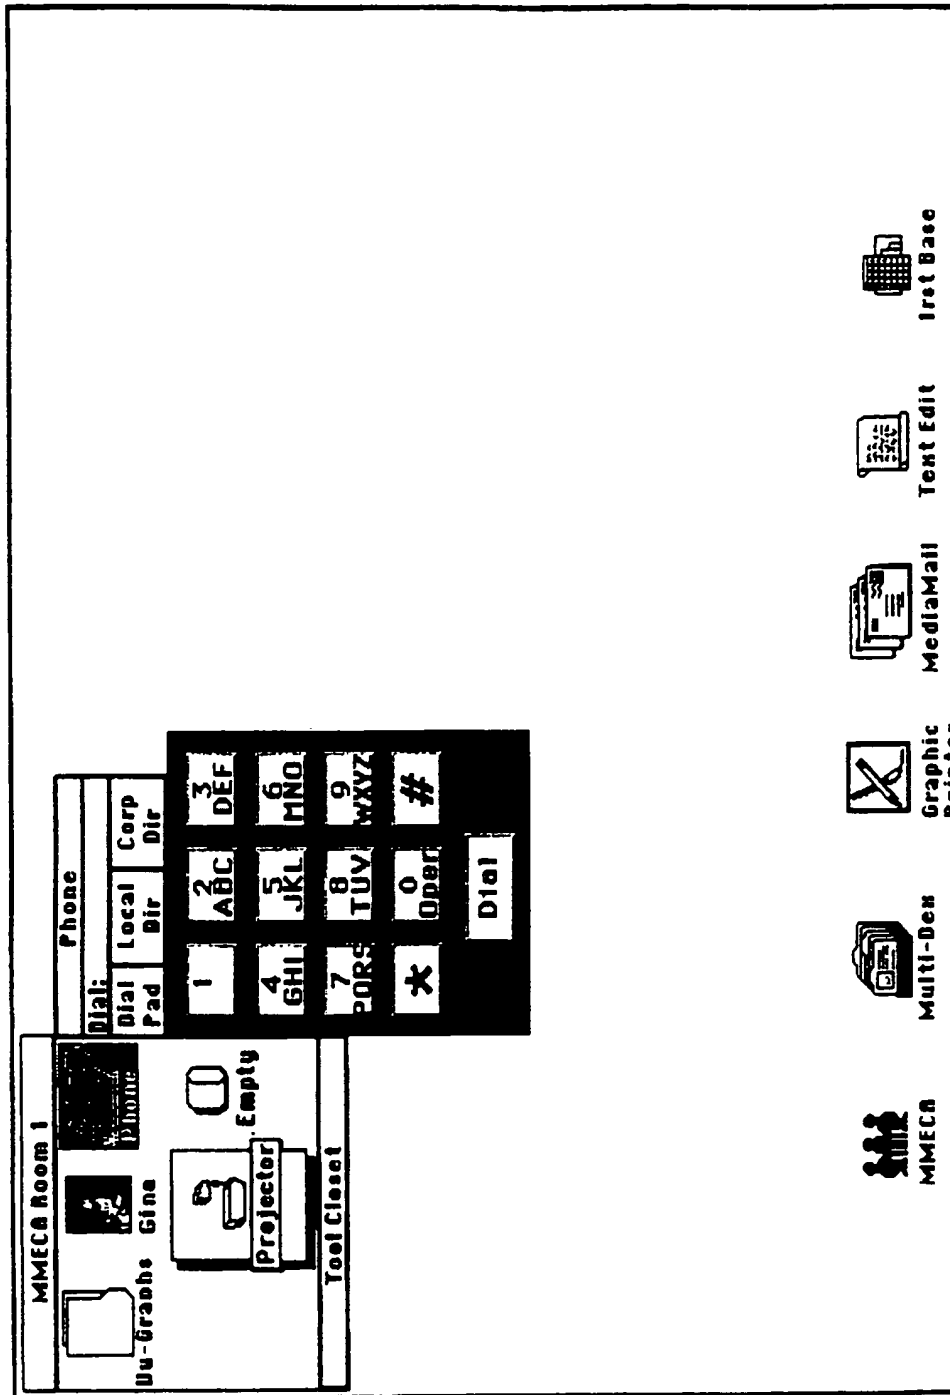 MMECA Room 1
Phone
Dial:
Dial Pad
Local Dir
Corp Dir
Phone
Gina
Du-Graphs
1
2
ABC
3
DEF
4
GHI
5
JKL
6
MNO
7
PQRS
8
TUV
9
WXYZ
*
0
Oper
#
Dial
Empty
Projector
Tool Closet
MMECA
Multi-Dex
Graphic
MediaMail
Text Edit
Irst Base